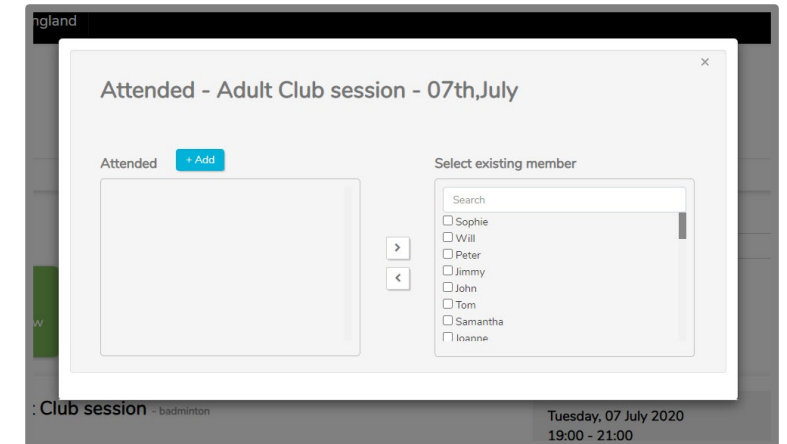 ngland
×
Attended - Adult Club session - 07th,July
Attended
+ Add
Select existing member
Search
Sophie
Will
Peter
Jimmy
John
Tom
Samantha
Joanne
w
: Club session - badminton
Tuesday, 07 July 2020
19:00 - 21:00